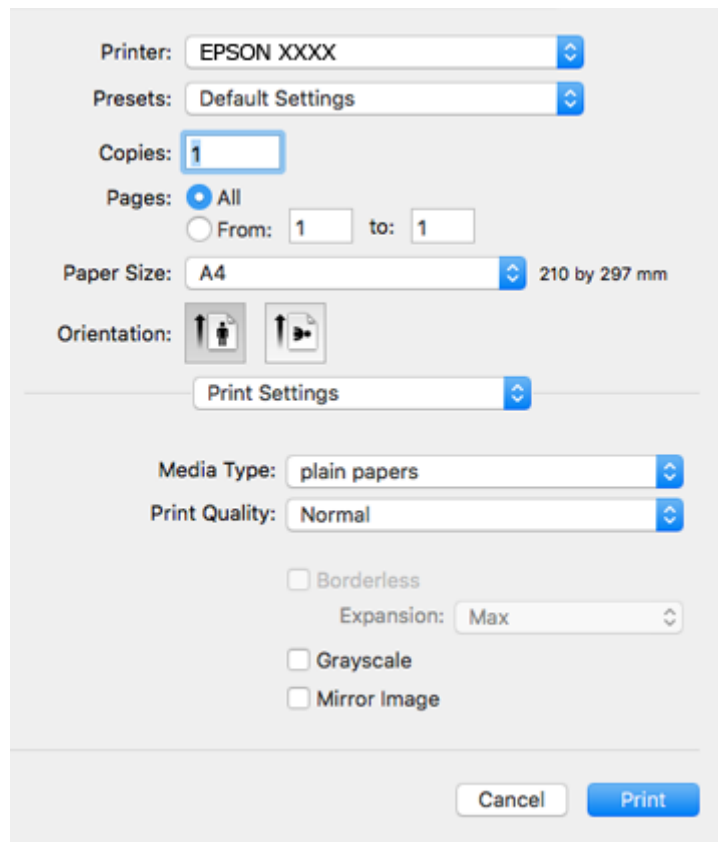 Printer: EPSON XXXX
Presets: Default Settings
Copies: 1
Pages: All
From: 1 to: 1
Paper Size: A4 210 by 297 mm
Orientation:
Print Settings
Media Type: plain papers
Print Quality: Normal
Borderless
Expansion: Max
Grayscale
Mirror Image
Cancel Print